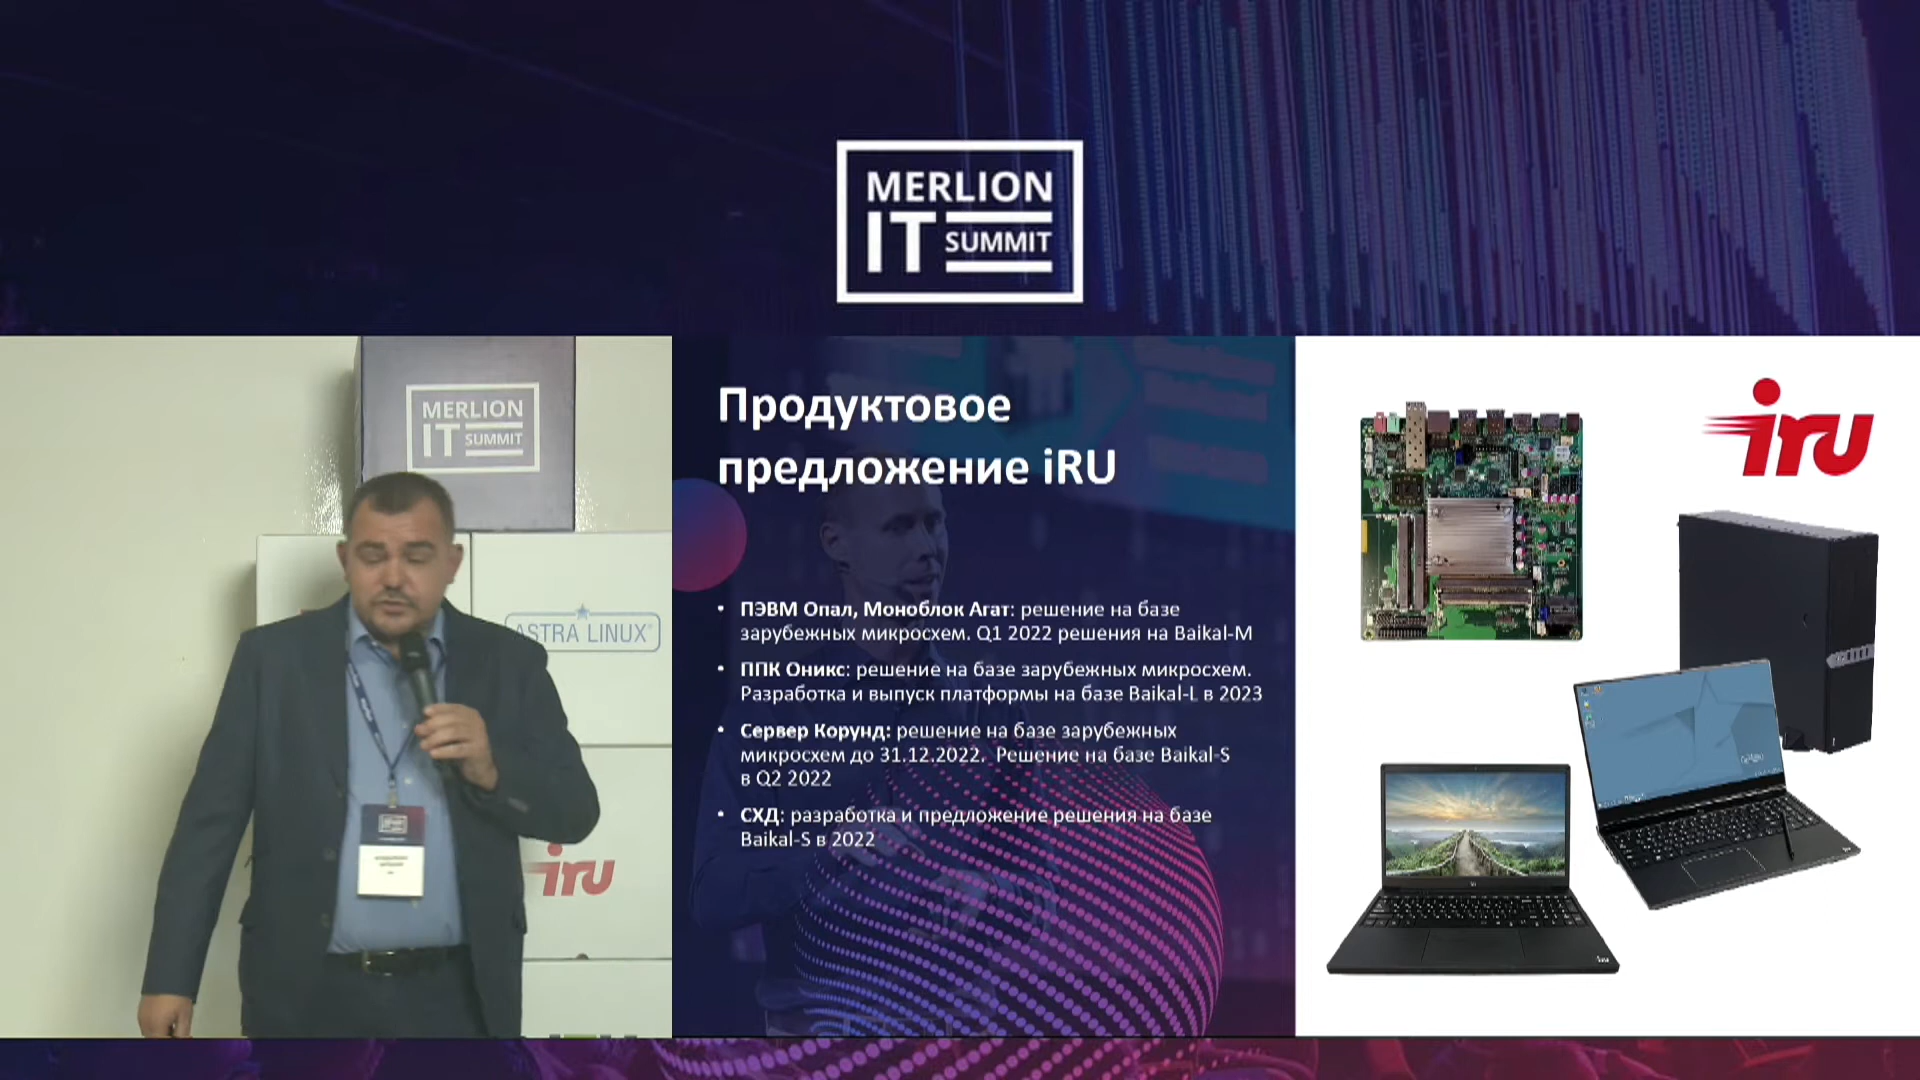 MERLION
IT SUMMIT
MERLION
IT SUMMIT
ASTRA LINUX®
iru
Продуктовое
предложение iRU
• ПЭВМ Опал, Моноблок Агат: решение на базе
зарубежных микросхем. Q1 2022 решения на Baikal-M
• ППК Оникс: решение на базе зарубежных микросхем.
Разработка и выпуск платформы на базе Baikal-L в 2023
• Сервер Корунд: решение на базе зарубежных
микросхем до 31.12.2022. Решение на базе Baikal-S
в Q2 2022
• СХД: разработка и предложение решения на базе
Baikal-S в 2022
iru
iru